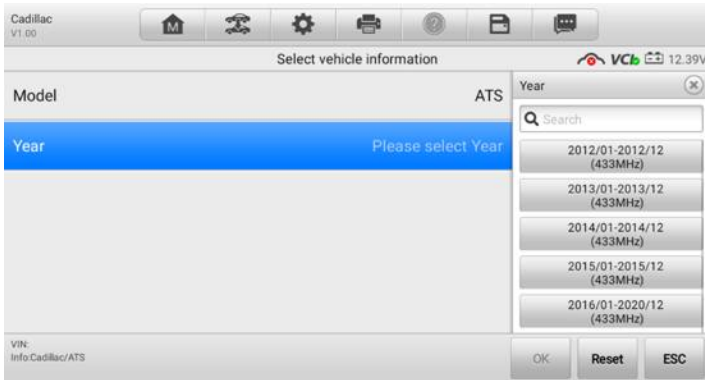 Cadillac
V1.00
M
Select vehicle information
VCI 12.39V
Model ATS
Year Please select Year
Year
Search
2012/01-2012/12
(433MHz)
2013/01-2013/12
(433MHz)
2014/01-2014/12
(433MHz)
2015/01-2015/12
(433MHz)
2016/01-2020/12
(433MHz)
VIN:
Info:Cadillac/ATS
OK Reset ESC